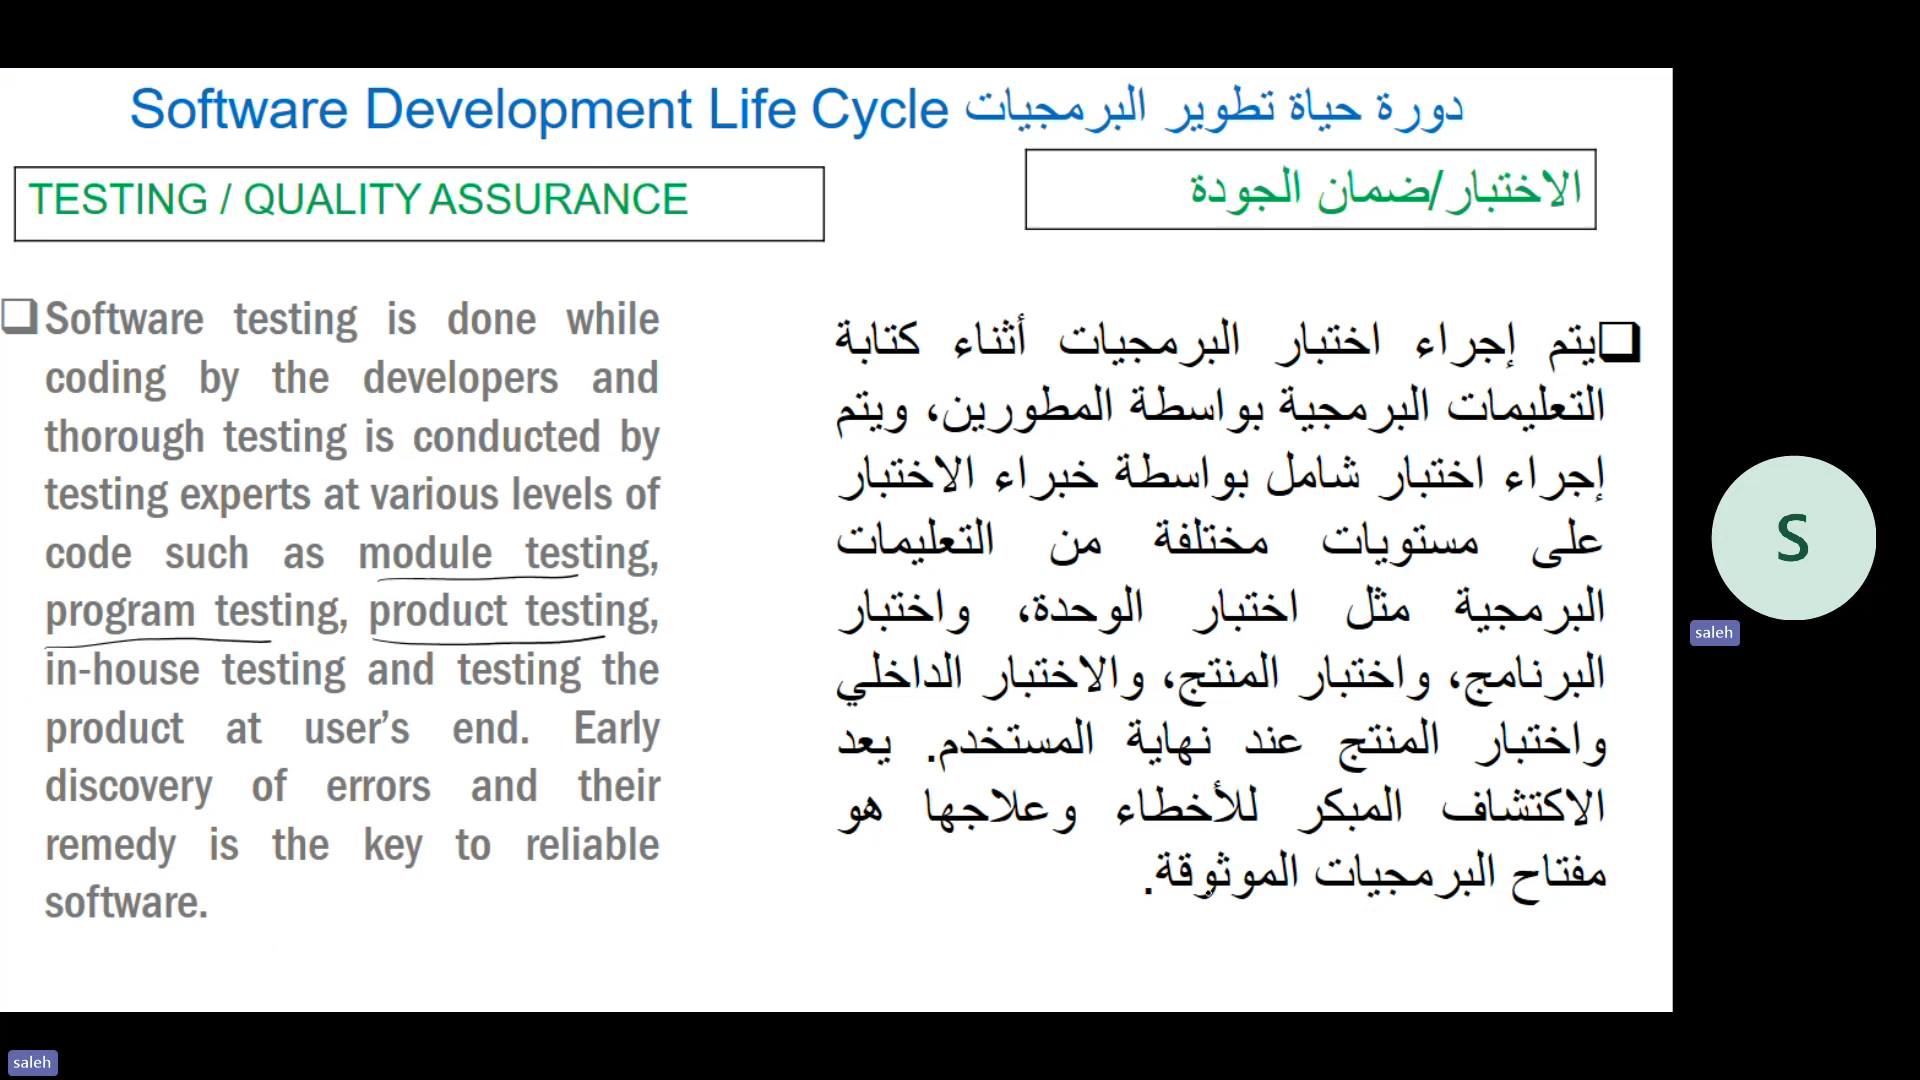 Software Development Life Cycle دورة حياة تطوير البرمجيات
TESTING / QUALITY ASSURANCE
الاختبار/ضمان الجودة
Software testing is done while
coding by the developers and
thorough testing is conducted by
testing experts at various levels of
code such as module testing,
program testing, product testing,
in-house testing and testing the
product at user’s end. Early
discovery of errors and their
remedy is the key to reliable
software.
يتم إجراء اختبار البرمجيات أثناء كتابة
التعليمات البرمجية بواسطة المطورين، ويتم
إجراء اختبار شامل بواسطة خبراء الاختبار
على مستويات مختلفة من التعليمات
البرمجية مثل اختبار الوحدة، واختبار
البرنامج، واختبار المنتج، والاختبار الداخلي
واختبار المنتج عند نهاية المستخدم. يعد
الاكتشاف المبكر للأخطاء وعلاجها هو
مفتاح البرمجيات الموثوقة.
S
saleh
saleh